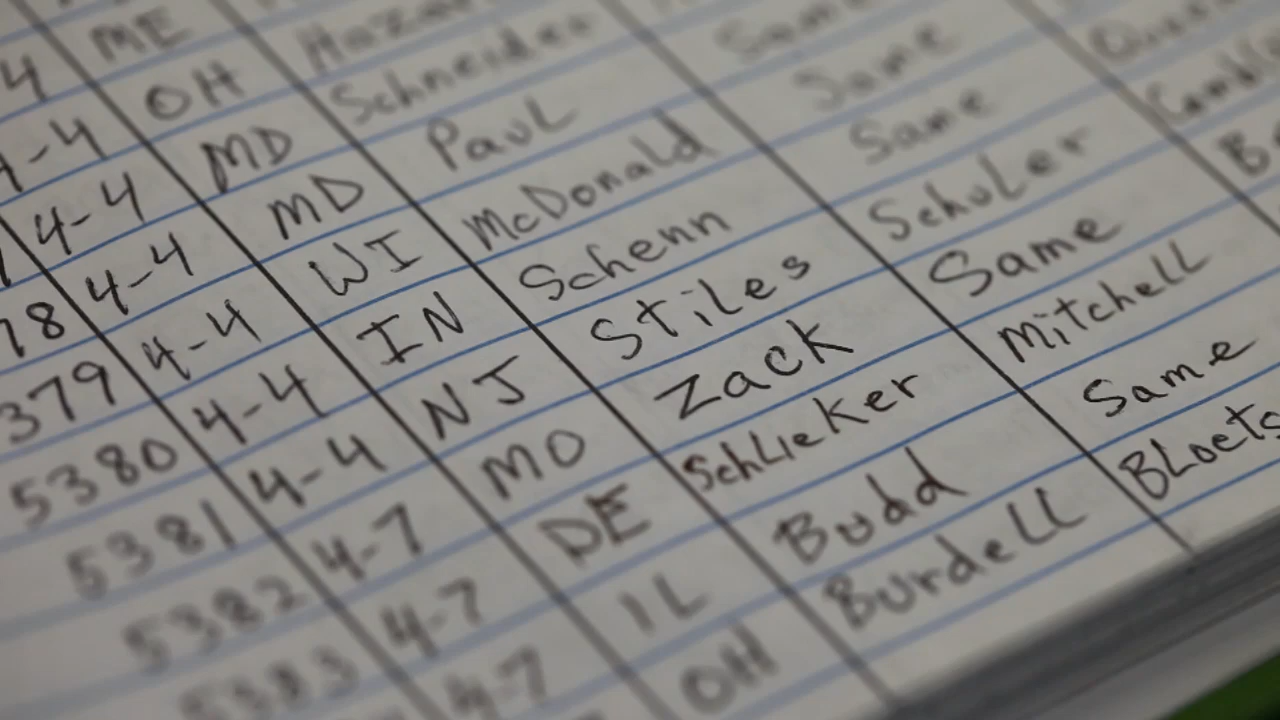 4 ME
4-4 OH
4-4 MD Schneider
78 4-4 MD Paul Same
379 4-4 WI McDonald Same
5380 4-4 IN Schenn Same
5381 4-4 NJ Stiles Schuler
5382 4-7 MO Zack Same
5383 4-7 DE Schlieker Mitchell
4-7 IL Budd Same
OH Burdell Bloets